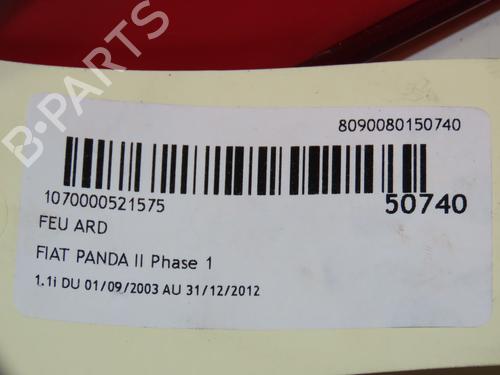 B-PARTS
8090080150740
1070000521575
50740
FEU ARD
FIAT PANDA II Phase 1
1.1i DU 01/09/2003 AU 31/12/2012